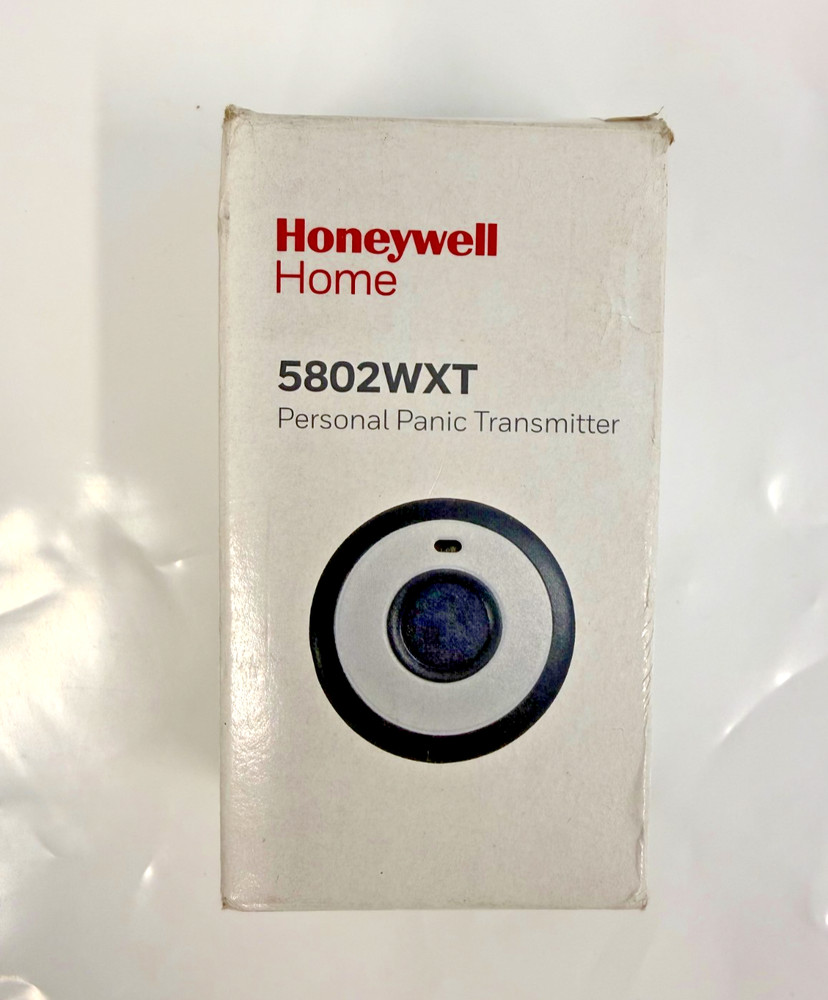 Honeywell
Home
5802WXT
Personal Panic Transmitter